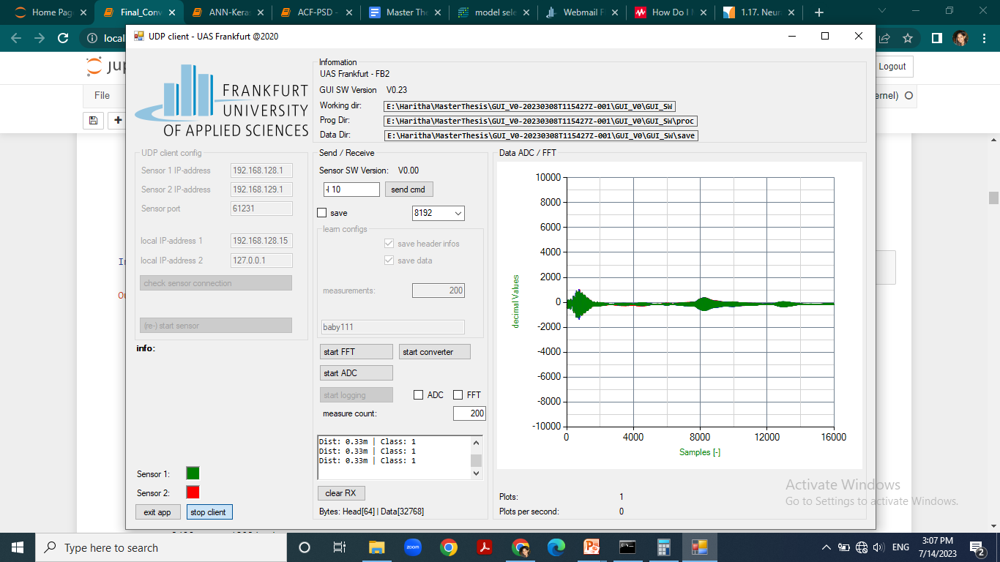 Home Page
Final_Conv
ANN-Keras
ACF-PSD -
Master The
model sele
Webmail F
How Do I M
1.17. Neura
local
jup
Logout
File
ernel)
UDP client - UAS Frankfurt @2020
FRANKFURT
UNIVERSITY
OF APPLIED SCIENCES
Information
UAS Frankfurt - FB2
GUI SW Version V0.23
Working dir: E:\Haritha\MasterThesis\GUI_V0-20230308T115427Z-001\GUI_V0\GUI_SW
Prog Dir: E:\Haritha\MasterThesis\GUI_V0-20230308T115427Z-001\GUI_V0\GUI_SW\proc
Data Dir: E:\Haritha\MasterThesis\GUI_V0-20230308T115427Z-001\GUI_V0\GUI_SW\save
UDP client config
Sensor 1 IP-address 192.168.128.1
Sensor 2 IP-address 192.168.129.1
Sensor port 61231
local IP-address 1 192.168.128.15
local IP-address 2 127.0.0.1
check sensor connection
(re-) start sensor
info:
Sensor 1:
Sensor 2:
exit app stop client
Send / Receive
Sensor SW Version: V0.00
-l 10 send cmd
save 8192
learn configs
save header infos
save data
measurements: 200
baby111
start FFT start converter
start ADC
start logging ADC FFT
measure count: 200
Dist: 0.33m | Class: 1
Dist: 0.33m | Class: 1
Dist: 0.33m | Class: 1
clear RX
Bytes: Head[64] | Data[32768]
Data ADC / FFT
10000
8000
6000
4000
2000
0
-2000
-4000
-6000
-8000
-10000
decimal Values
0 4000 8000 12000 16000
Samples [-]
Plots: 1
Plots per second: 0
Activate Windows
Go to Settings to activate Windows.
Type here to search
zoom
ENG
3:07 PM
7/14/2023
2